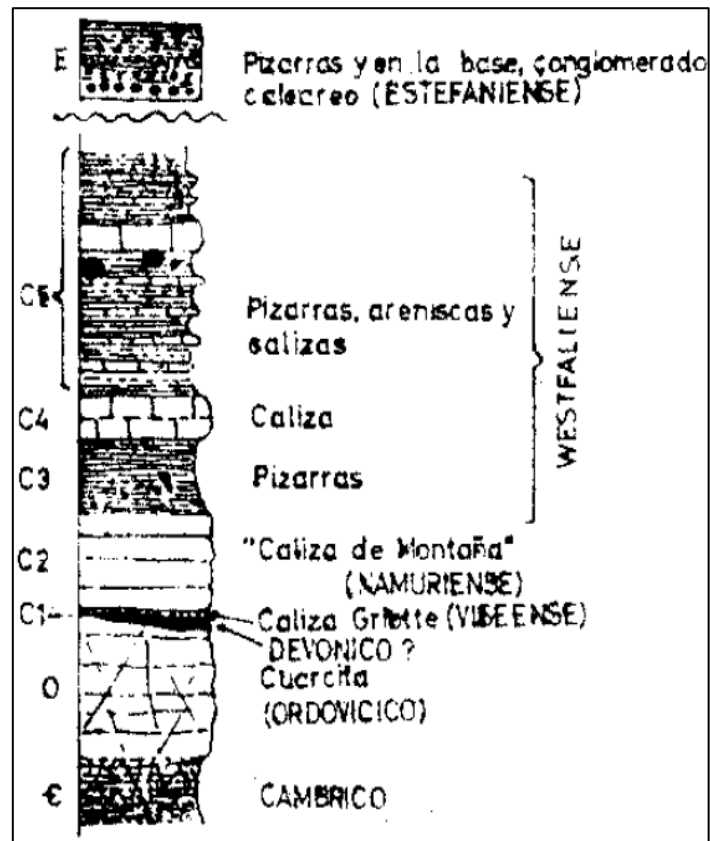 E
Pizarras y en la base, conglomerado
calcareo (ESTEFANIENSE)
C5
Pizarras, areniscas y
calizas
WESTFALIENSE
C4
Caliza
C3
Pizarras
C2
"Caliza de Montaña"
(NAMURIENSE)
C1
Caliza Griotte (VISEENSE)
DEVONICO ?
O
Cuarcita
(ORDOVICICO)
Є
CAMBRICO